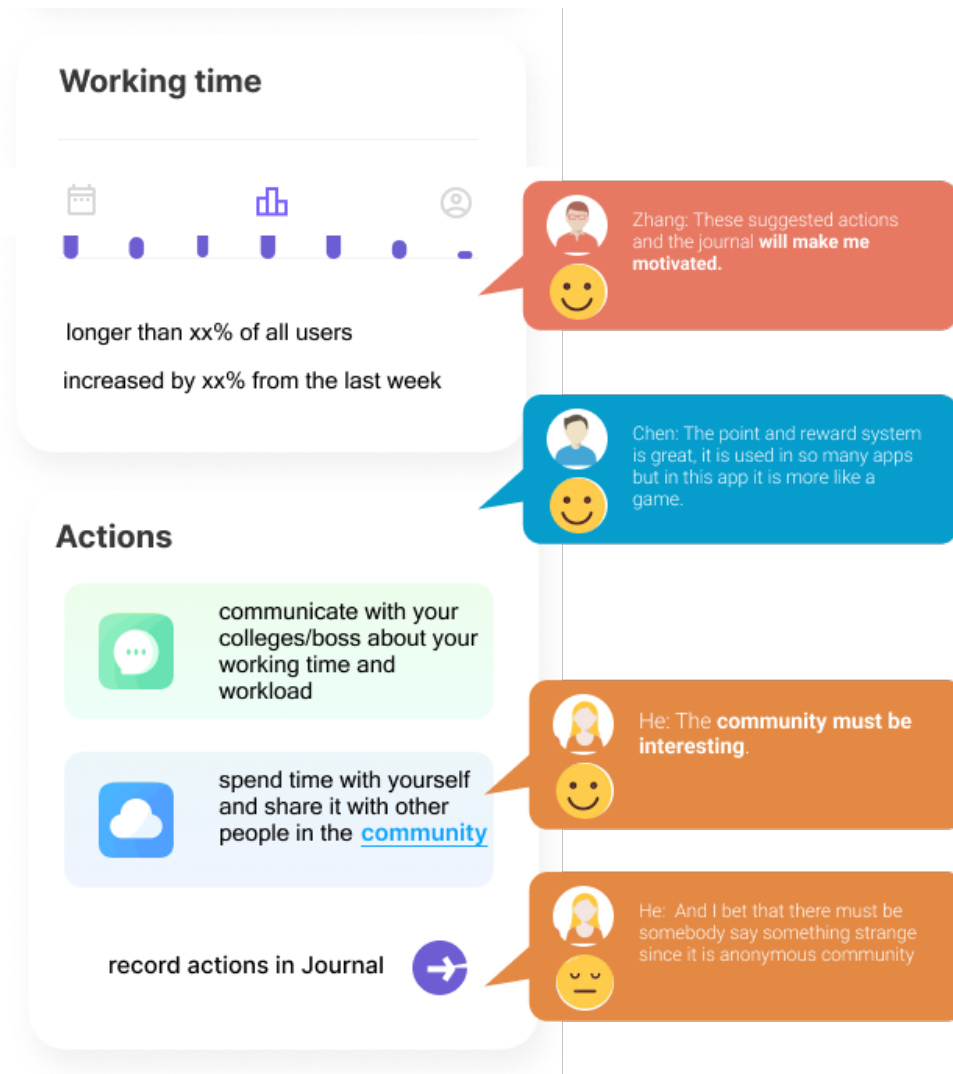 Working time
longer than xx% of all users
increased by xx% from the last week
Zhang: These suggested actions
and the journal will make me
motivated.
Chen: The point and reward system
is great, it is used in so many apps
but in this app it is more like a
game.
Actions
communicate with your
colleges/boss about your
working time and
workload
spend time with yourself
and share it with other
people in the community
record actions in Journal
He: The community must be
interesting.
He: And I bet that there must be
somebody say something strange
since it is anonymous community